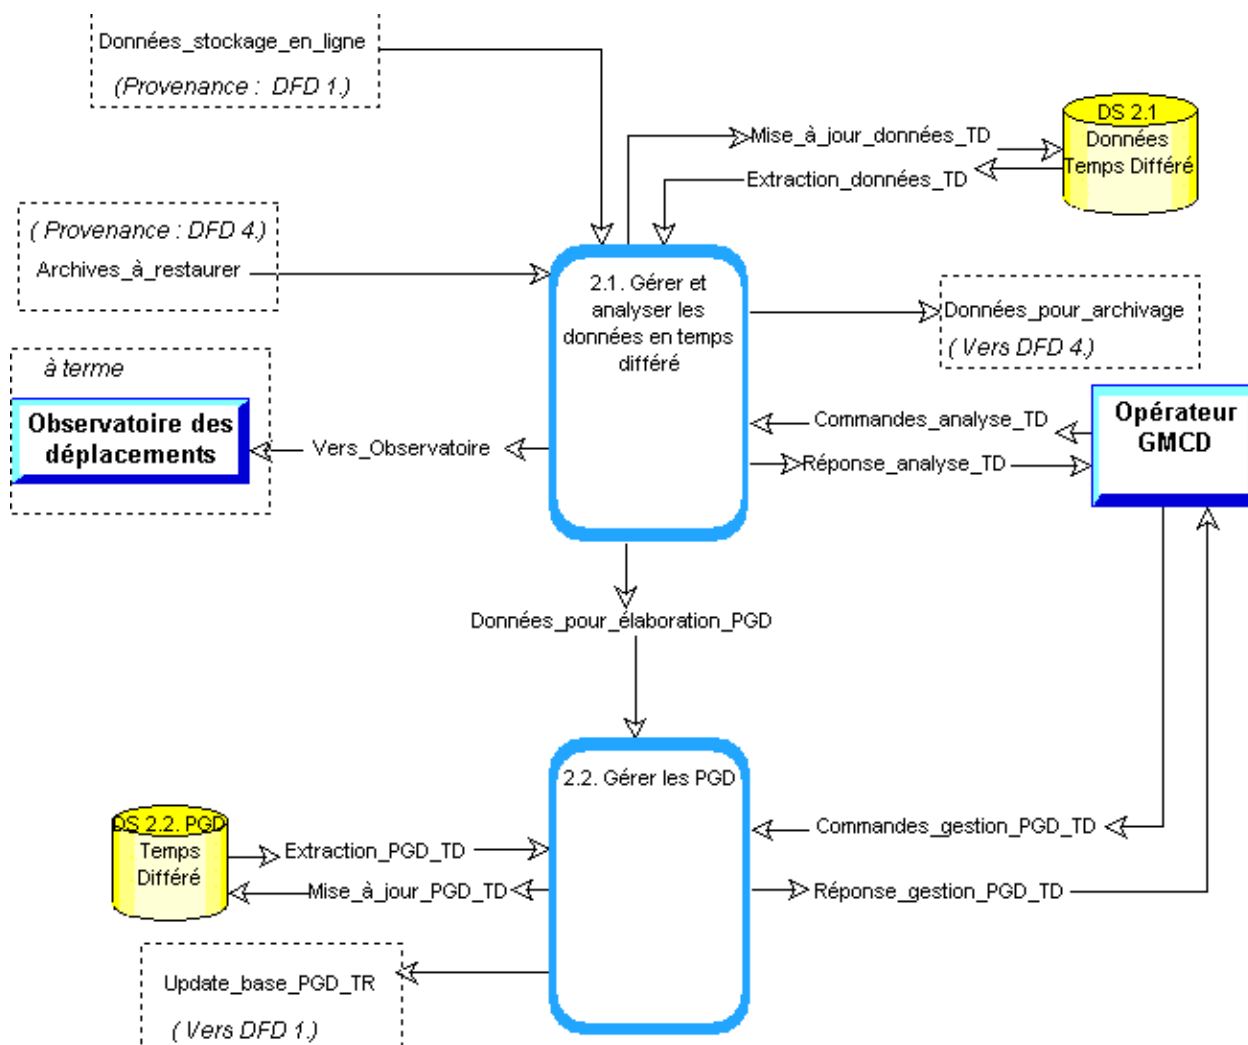 Données_stockage_en_ligne
(Provenance : DFD 1.)
DS 2.1
Données
Temps Différé
Mise_à_jour_données_TD
Extraction_données_TD
( Provenance : DFD 4.)
Archives_à_restaurer
2.1. Gérer et
analyser les
données en temps
différé
Données_pour_archivage
( Vers DFD 4.)
à terme
Observatoire des
déplacements
Vers_Observatoire
Commandes_analyse_TD
Réponse_analyse_TD
Opérateur
GMCD
Données_pour_élaboration_PGD
2.2. Gérer les PGD
DS 2.2. PGD
Temps
Différé
Extraction_PGD_TD
Mise_à_jour_PGD_TD
Commandes_gestion_PGD_TD
Réponse_gestion_PGD_TD
Update_base_PGD_TR
( Vers DFD 1.)